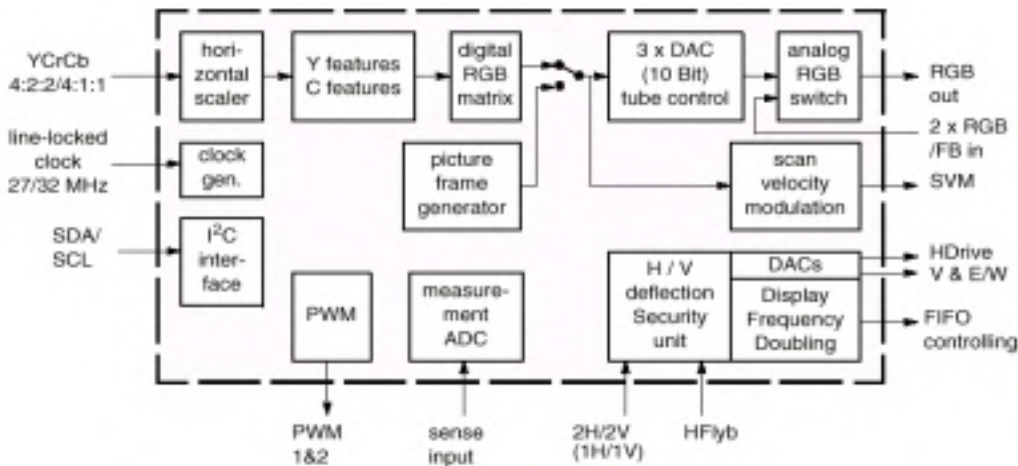 YCrCb
4:2:2/4:1:1
hori-
zontal
scaler
Y features
C features
digital
RGB
matrix
3 x DAC
(10 Bit)
tube control
analog
RGB
switch
RGB
out
2 x RGB
/FB in
line-locked
clock
27/32 MHz
clock
gen.
picture
frame
generator
scan
velocity
modulation
SVM
SDA/
SCL
I²C
inter-
face
PWM
measure-
ment
ADC
H / V
deflection
Security
unit
DACs
Display
Frequency
Doubling
HDrive
V & E/W
FIFO
controlling
PWM
1&2
sense
input
2H/2V
(1H/1V)
HFlyb